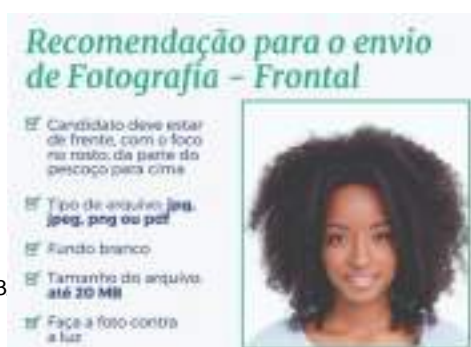 Recomendação para o envio
de Fotografia – Frontal
Candidato deve estar
de frente, com o foco
no rosto, da parte do
pescoço para cima
Tipo de arquivo: jpg,
jpeg, png ou pdf
Fundo branco
3
Tamanho do arquivo:
até 20 MB
Faça a foto contra
a luz